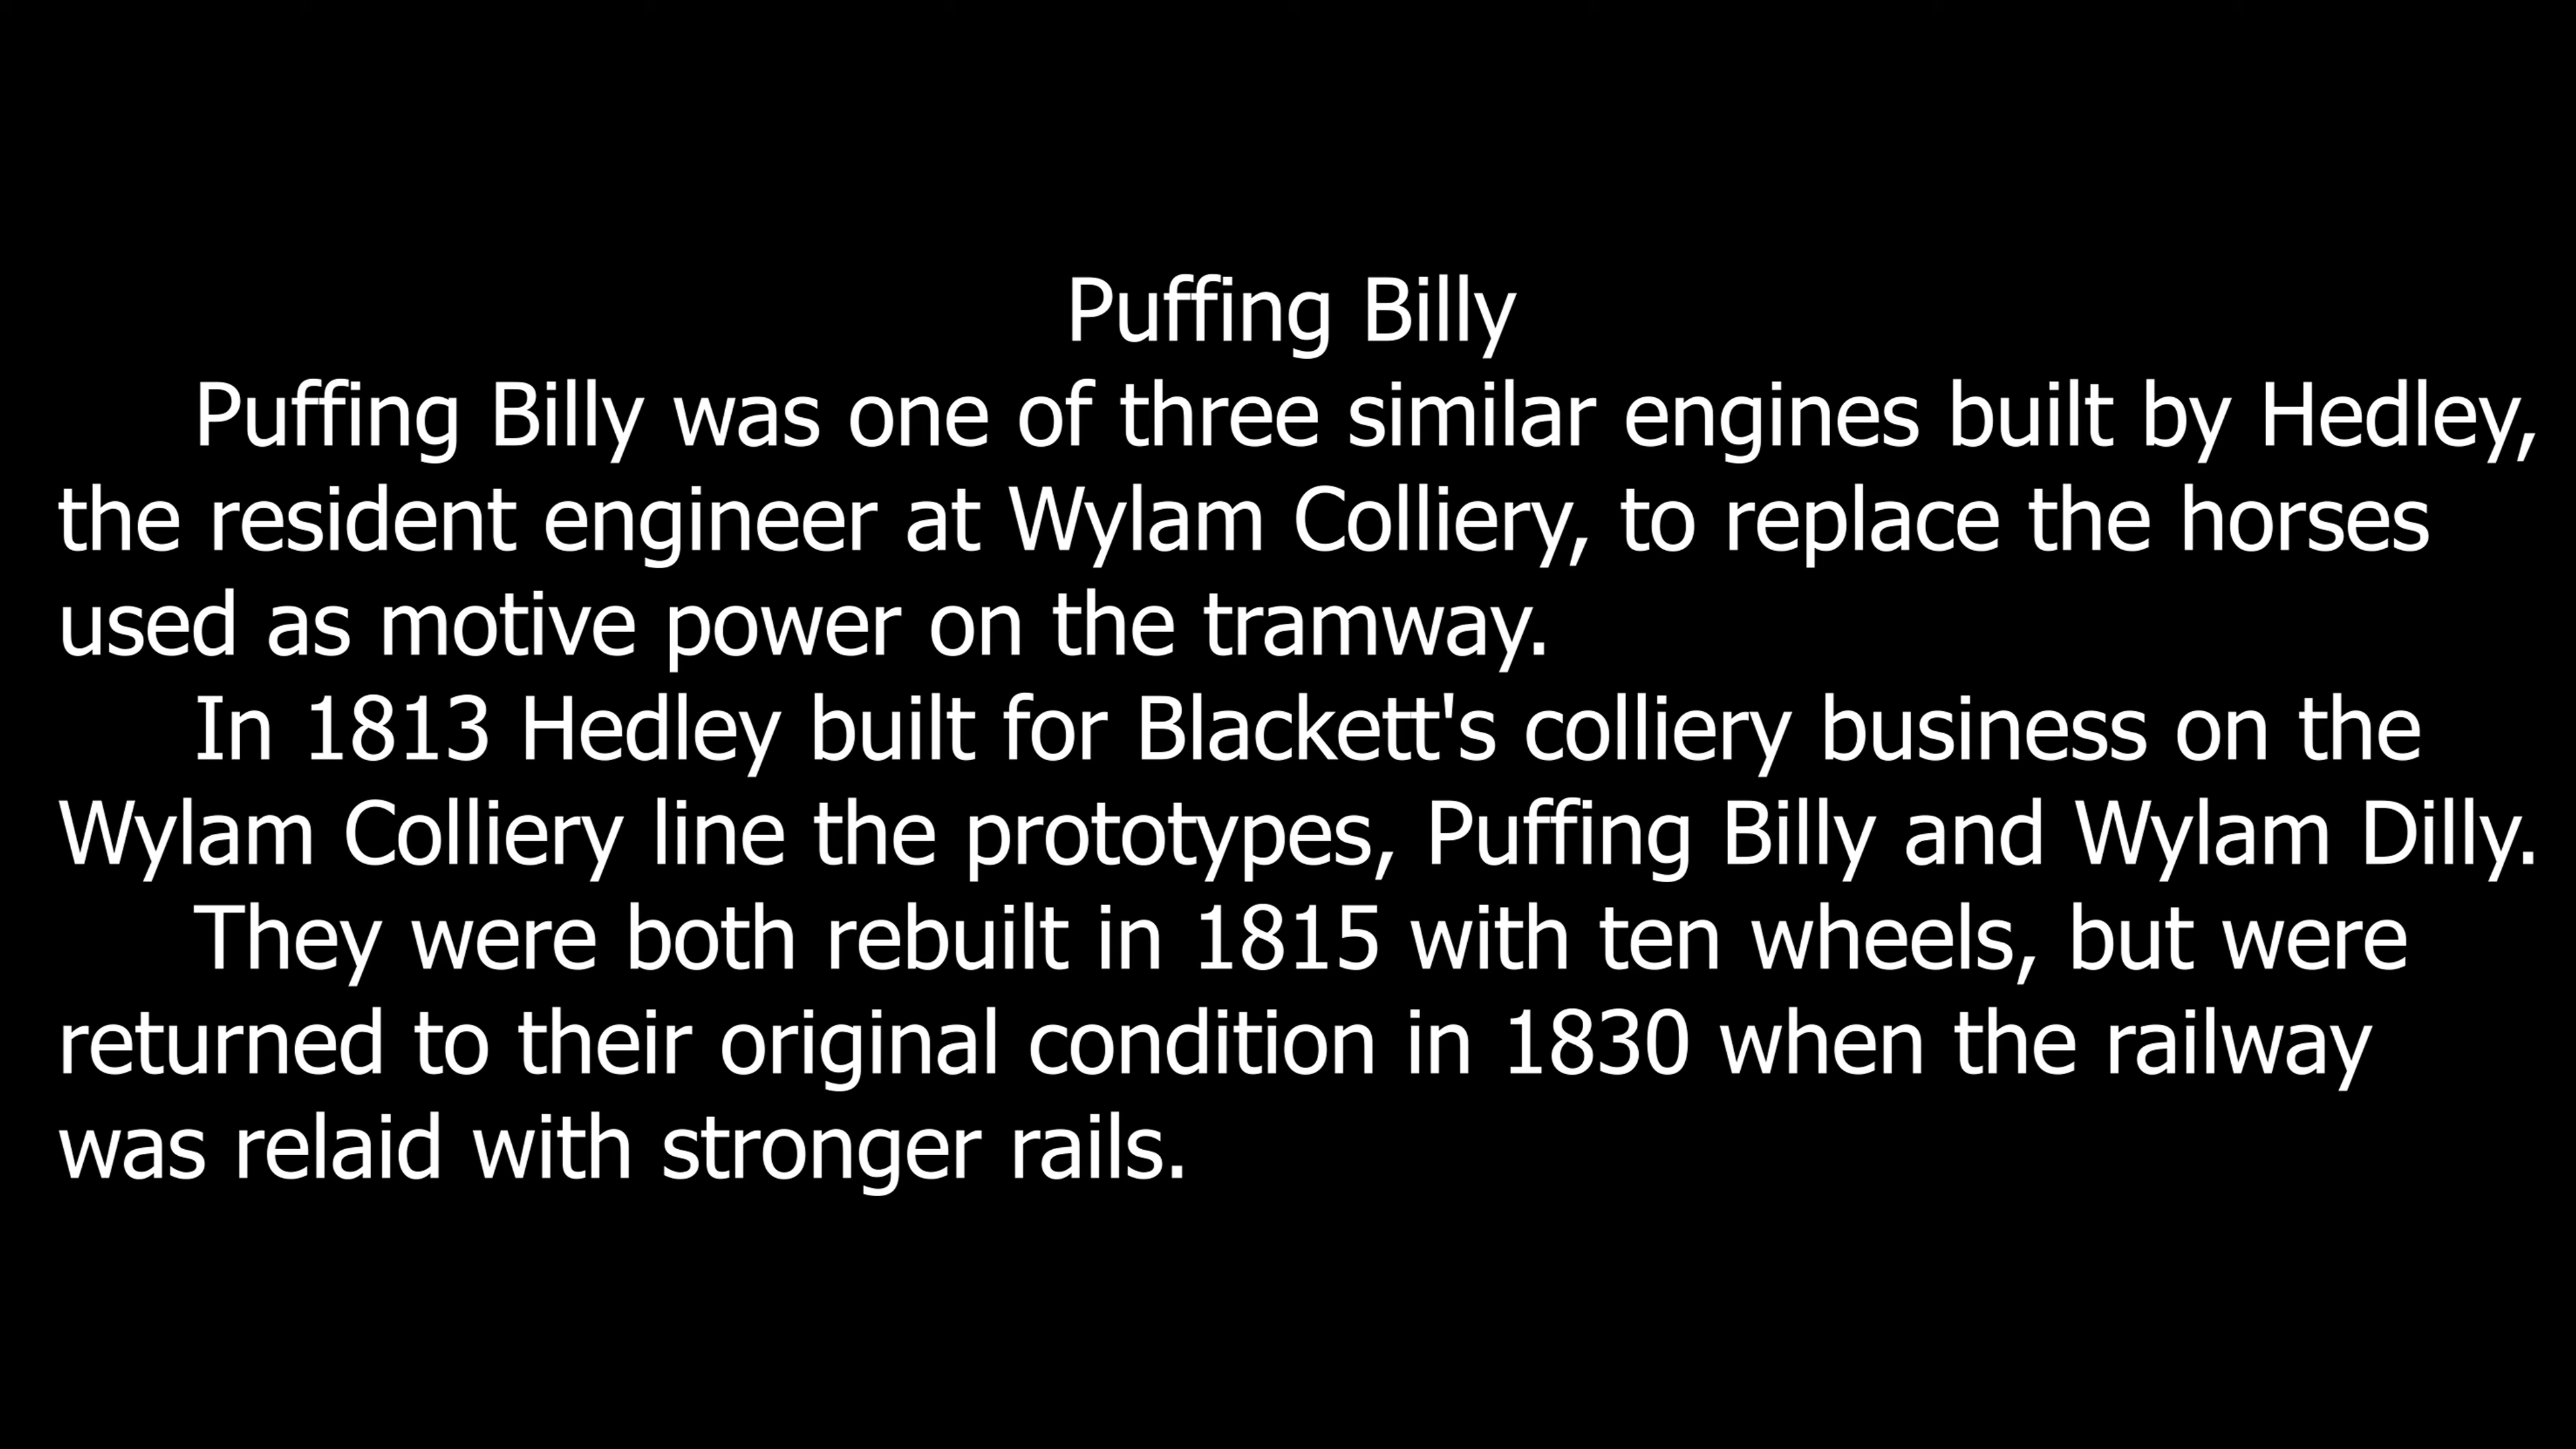 Puffing Billy
Puffing Billy was one of three similar engines built by Hedley,
the resident engineer at Wylam Colliery, to replace the horses
used as motive power on the tramway.
In 1813 Hedley built for Blackett's colliery business on the
Wylam Colliery line the prototypes, Puffing Billy and Wylam Dilly.
They were both rebuilt in 1815 with ten wheels, but were
returned to their original condition in 1830 when the railway
was relaid with stronger rails.